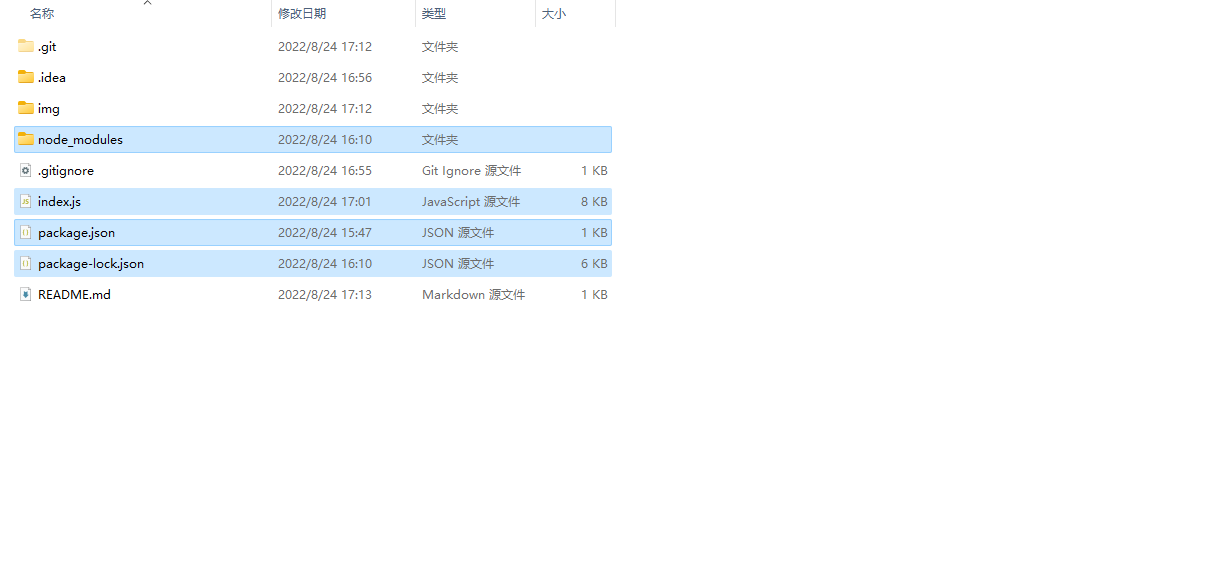 名称 修改日期 类型 大小
.git 2022/8/24 17:12 文件夹
.idea 2022/8/24 16:56 文件夹
img 2022/8/24 17:12 文件夹
node_modules 2022/8/24 16:10 文件夹
.gitignore 2022/8/24 16:55 Git Ignore 源文件 1 KB
index.js 2022/8/24 17:01 JavaScript 源文件 8 KB
package.json 2022/8/24 15:47 JSON 源文件 1 KB
package-lock.json 2022/8/24 16:10 JSON 源文件 6 KB
README.md 2022/8/24 17:13 Markdown 源文件 1 KB